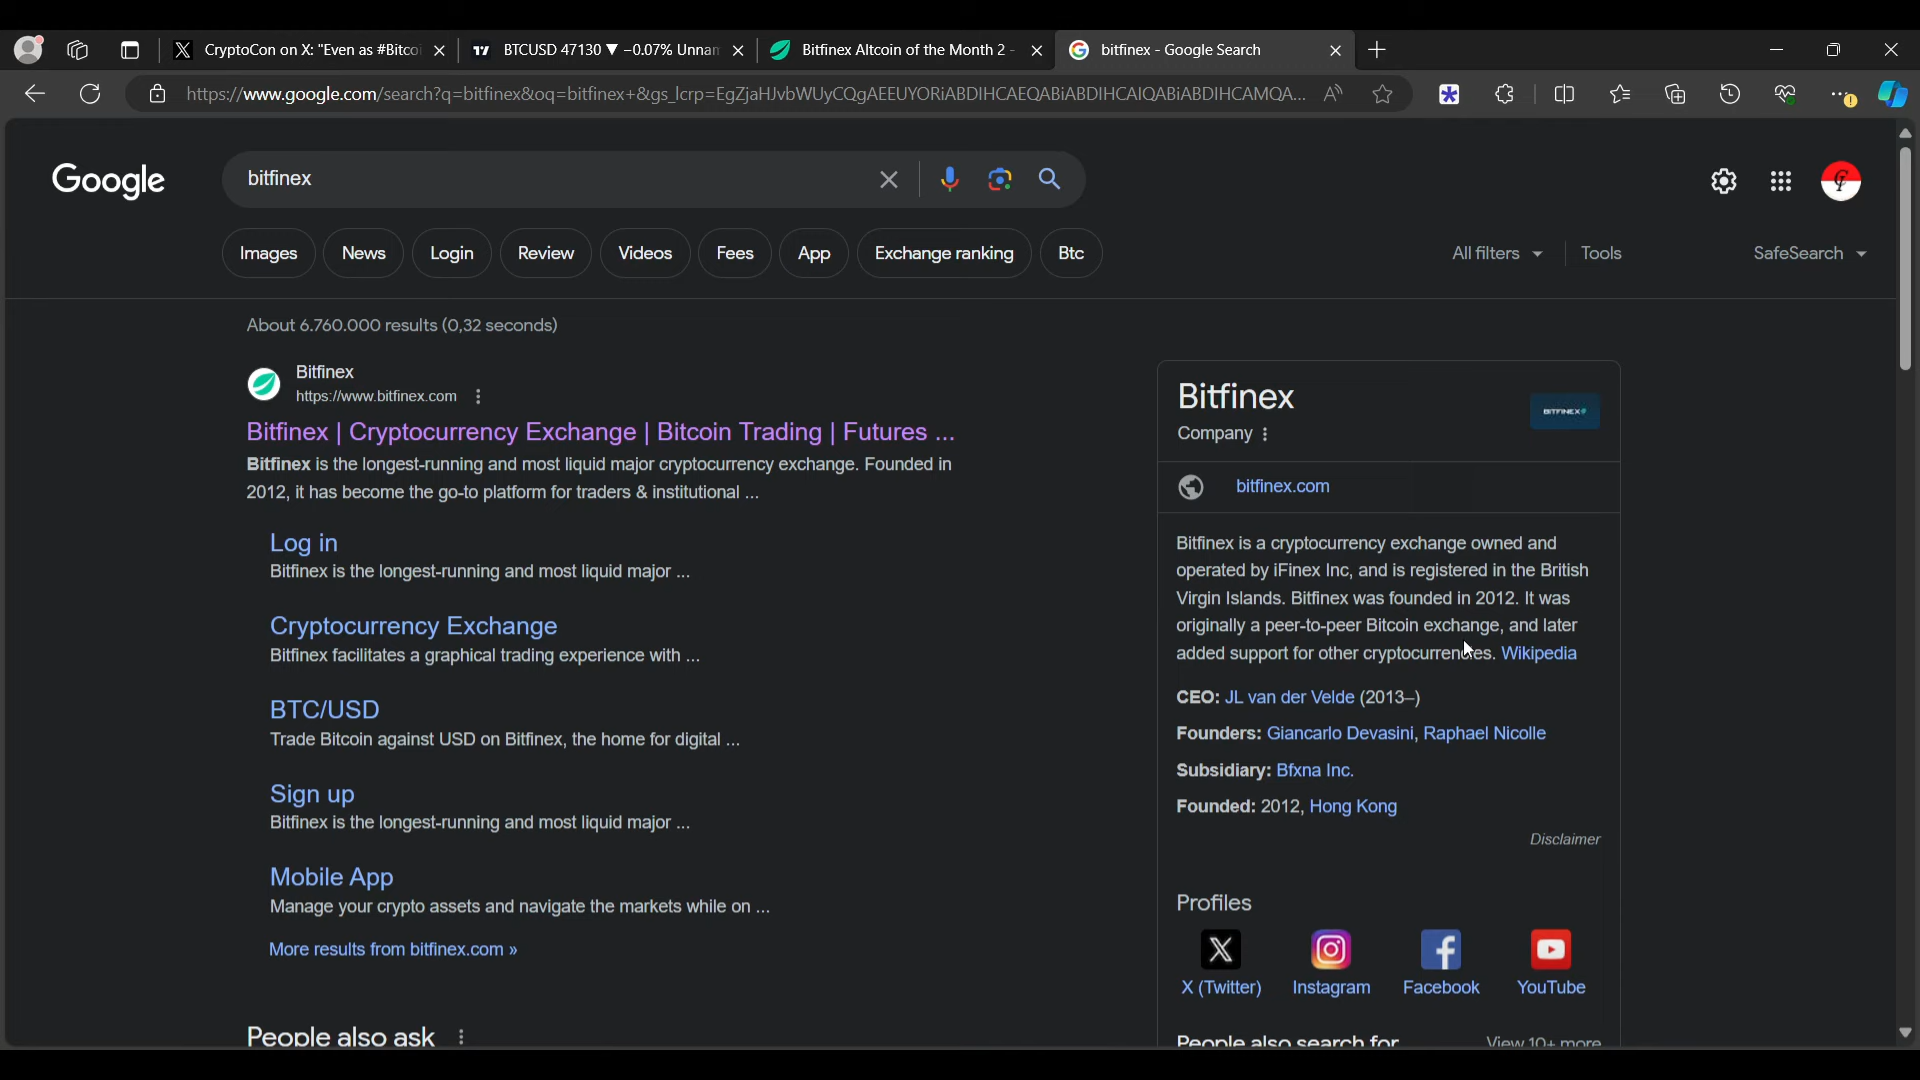 CryptoCon on X: "Even as #Bitcoi
BTCUSD 47130 ▼ −0.07% Unnam
Bitfinex Altcoin of the Month 2 -
bitfinex - Google Search
https://www.google.com/search?q=bitfinex&oq=bitfinex+&gs_lcrp=EgZjaHJvbWUyCQgAEEUYORiABDIHCAEQABiABDIHCAIQABiABDIHCAMQA...
Google
bitfinex
Images
News
Login
Review
Videos
Fees
App
Exchange ranking
Btc
All filters
Tools
SafeSearch
About 6.760.000 results (0,32 seconds)
Bitfinex
https://www.bitfinex.com
Bitfinex | Cryptocurrency Exchange | Bitcoin Trading | Futures ...
Bitfinex is the longest-running and most liquid major cryptocurrency exchange. Founded in
2012, it has become the go-to platform for traders & institutional ...
Log in
Bitfinex is the longest-running and most liquid major ...
Cryptocurrency Exchange
Bitfinex facilitates a graphical trading experience with ...
BTC/USD
Trade Bitcoin against USD on Bitfinex, the home for digital ...
Sign up
Bitfinex is the longest-running and most liquid major ...
Mobile App
Manage your crypto assets and navigate the markets while on ...
More results from bitfinex.com »
People also ask
Bitfinex
BITFINEX
Company
bitfinex.com
Bitfinex is a cryptocurrency exchange owned and
operated by iFinex Inc, and is registered in the British
Virgin Islands. Bitfinex was founded in 2012. It was
originally a peer-to-peer Bitcoin exchange, and later
added support for other cryptocurrencies. Wikipedia
CEO: JL van der Velde (2013–)
Founders: Giancarlo Devasini, Raphael Nicolle
Subsidiary: Bfxna Inc.
Founded: 2012, Hong Kong
Disclaimer
Profiles
X (Twitter)
Instagram
Facebook
YouTube
People also search for
View 10+ more